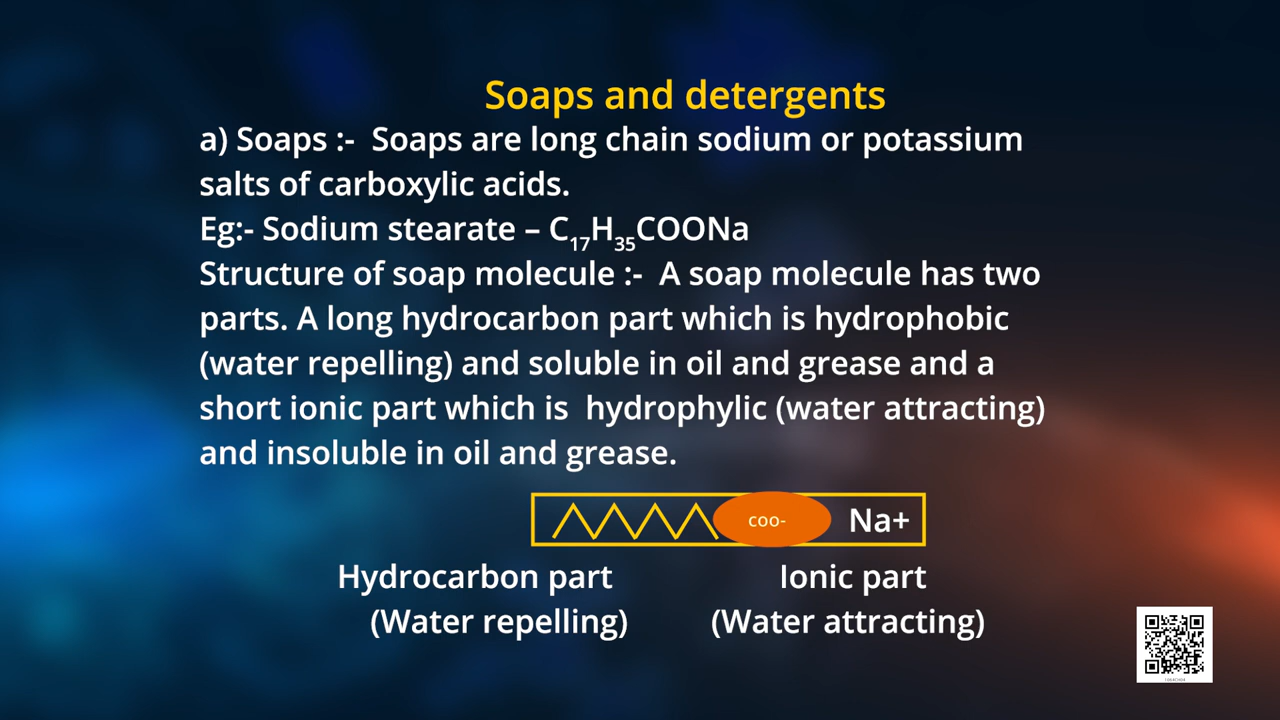 Soaps and detergents
a) Soaps :-  Soaps are long chain sodium or potassium
salts of carboxylic acids.
Eg:- Sodium stearate – C₁₇H₃₅COONa
Structure of soap molecule :-  A soap molecule has two
parts. A long hydrocarbon part which is hydrophobic
(water repelling) and soluble in oil and grease and a
short ionic part which is  hydrophylic (water attracting)
and insoluble in oil and grease.
coo- Na+
Hydrocarbon part Ionic part
(Water repelling) (Water attracting)